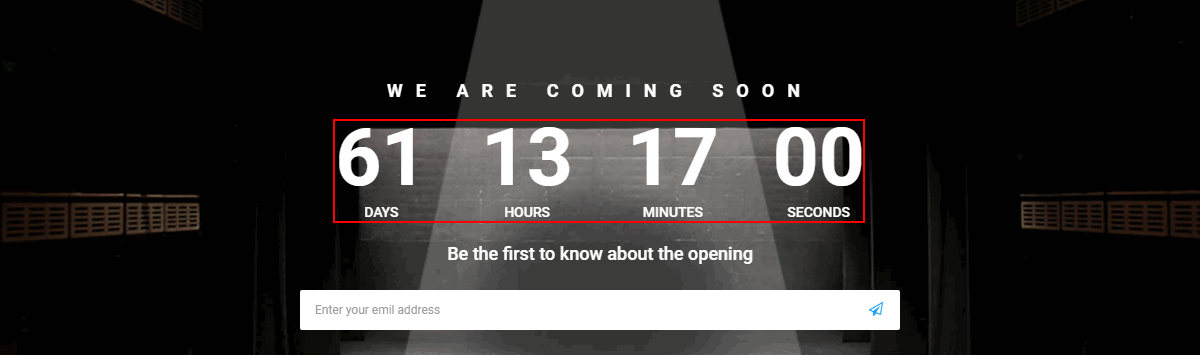 WE ARE COMING SOON
61 13 17 00
DAYS HOURS MINUTES SECONDS
Be the first to know about the opening
Enter your emil address